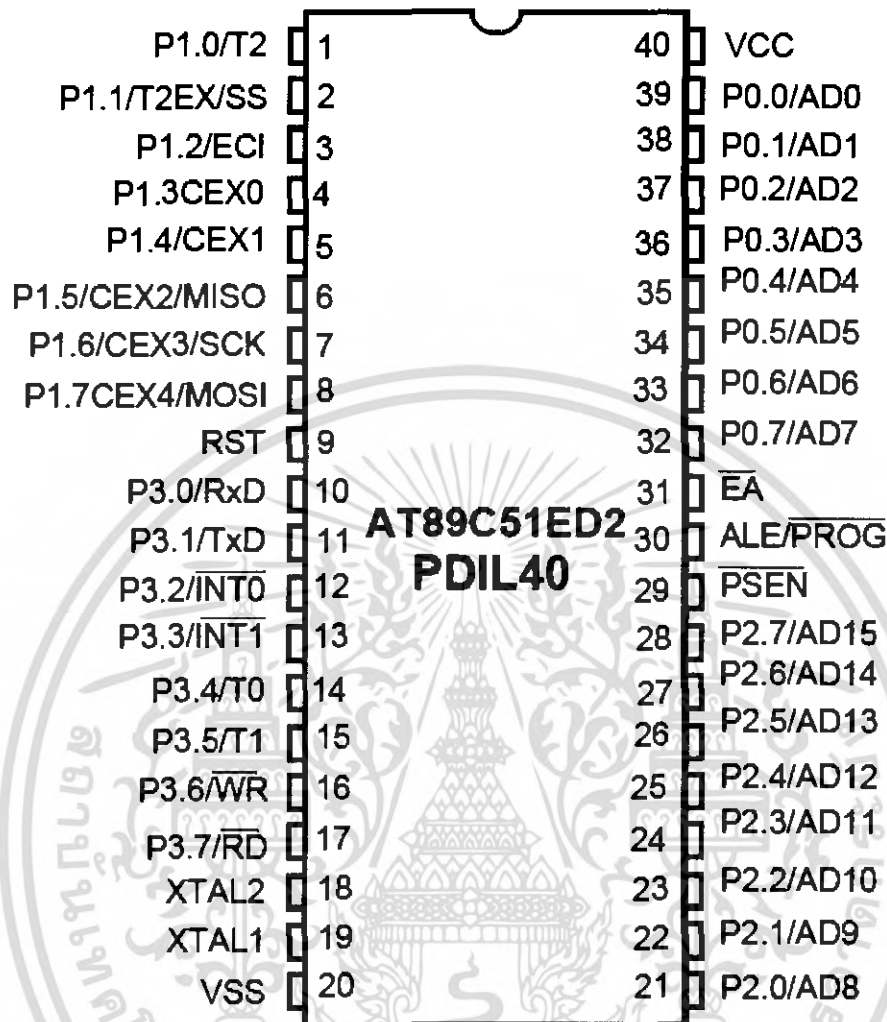 P1.0/T2 1 40 VCC
P1.1/T2EX/SS 2 39 P0.0/AD0
P1.2/ECI 3 38 P0.1/AD1
P1.3CEX0 4 37 P0.2/AD2
P1.4/CEX1 5 36 P0.3/AD3
P1.5/CEX2/MISO 6 35 P0.4/AD4
P1.6/CEX3/SCK 7 34 P0.5/AD5
P1.7CEX4/MOSI 8 33 P0.6/AD6
RST 9 32 P0.7/AD7
P3.0/RxD 10 31 E̅A̅
P3.1/TxD 11 AT89C51ED2 30 ALE/P̅R̅O̅G̅
P3.2/I̅N̅T̅0̅ 12 PDIL40 29 P̅S̅E̅N̅
P3.3/I̅N̅T̅1̅ 13 28 P2.7/AD15
P3.4/T0 14 27 P2.6/AD14
P3.5/T1 15 26 P2.5/AD13
P3.6/W̅R̅ 16 25 P2.4/AD12
P3.7/R̅D̅ 17 24 P2.3/AD11
XTAL2 18 23 P2.2/AD10
XTAL1 19 22 P2.1/AD9
VSS 20 21 P2.0/AD8